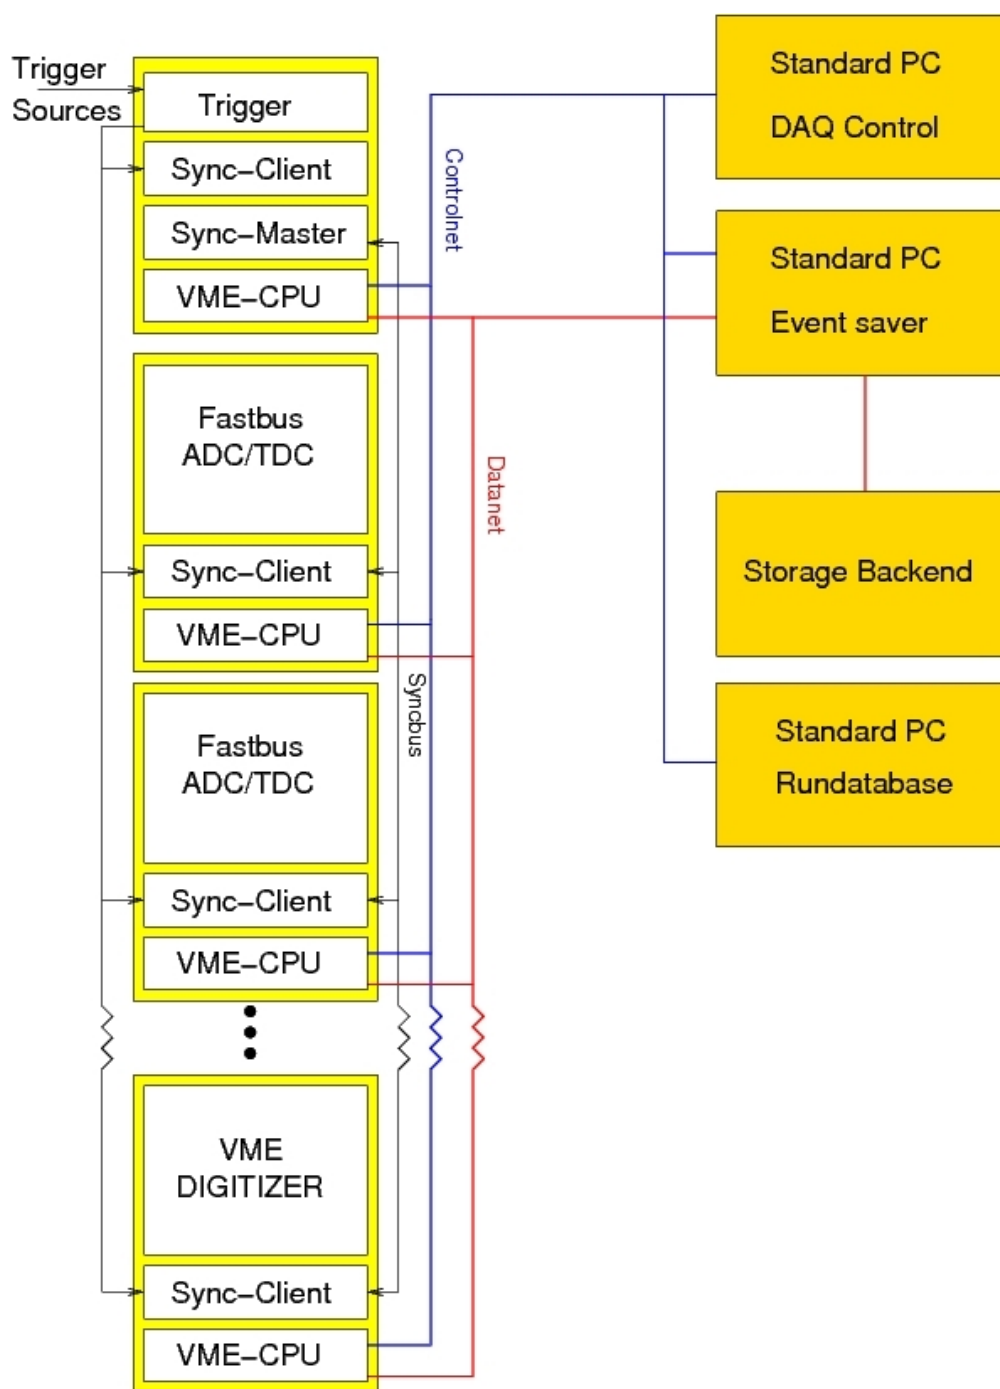 Trigger
Sources
Trigger
Sync-Client
Sync-Master
VME-CPU
Fastbus
ADC/TDC
Sync-Client
VME-CPU
Fastbus
ADC/TDC
Sync-Client
VME-CPU
VME
DIGITIZER
Sync-Client
VME-CPU
Controlnet
Datanet
Syncbus
Standard PC
DAQ Control
Standard PC
Event saver
Storage Backend
Standard PC
Rundatabase